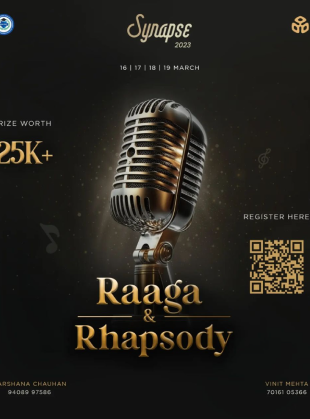 Synapse
2023
16 | 17 | 18 | 19 MARCH
RIZE WORTH
25K+
REGISTER HERE
Raaga
&
Rhapsody
ARSHANA CHAUHAN
94089 97586
VINIT MEHTA
70161 05366